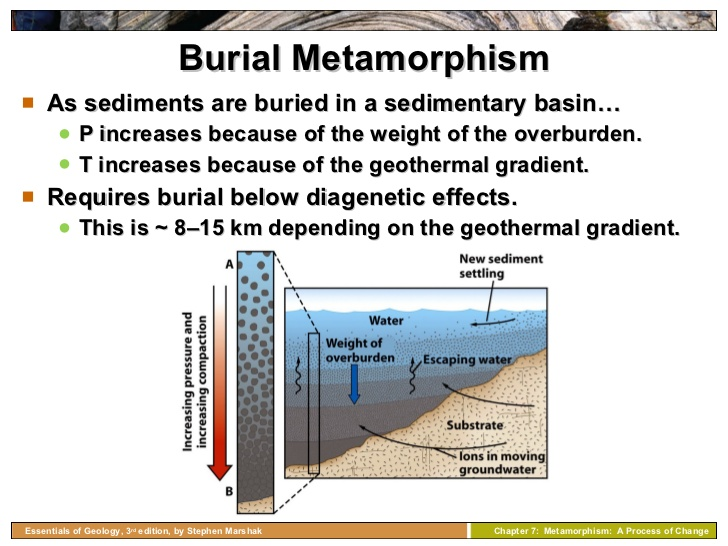 Burial Metamorphism
As sediments are buried in a sedimentary basin…
P increases because of the weight of the overburden.
T increases because of the geothermal gradient.
Requires burial below diagenetic effects.
This is ~ 8–15 km depending on the geothermal gradient.
A
B
Increasing pressure and
increasing compaction
New sediment
settling
Water
Weight of
overburden
Escaping water
Substrate
Ions in moving
groundwater
Essentials of Geology, 3rd edition, by Stephen Marshak
Chapter 7: Metamorphism: A Process of Change